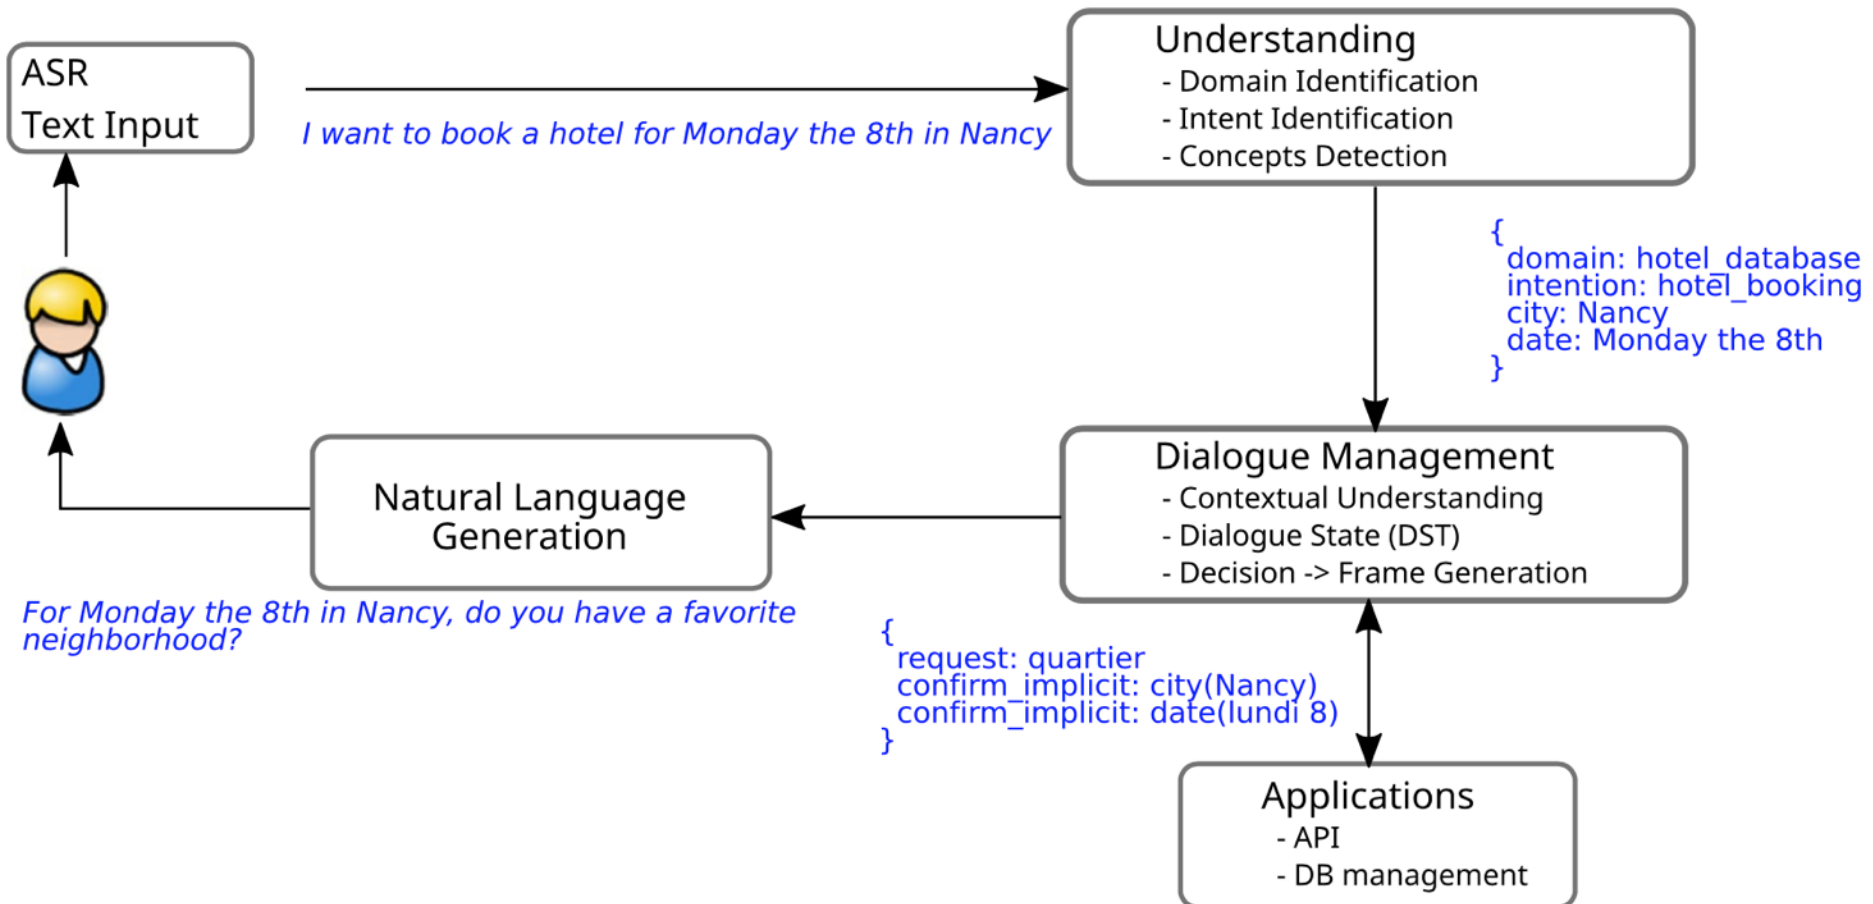 ASR
Text Input
I want to book a hotel for Monday the 8th in Nancy
Understanding
- Domain Identification
- Intent Identification
- Concepts Detection
{
domain: hotel_database
intention: hotel_booking
city: Nancy
date: Monday the 8th
}
Dialogue Management
- Contextual Understanding
- Dialogue State (DST)
- Decision -> Frame Generation
Natural Language
Generation
For Monday the 8th in Nancy, do you have a favorite
neighborhood?
{
request: quartier
confirm_implicit: city(Nancy)
confirm_implicit: date(lundi 8)
}
Applications
- API
- DB management